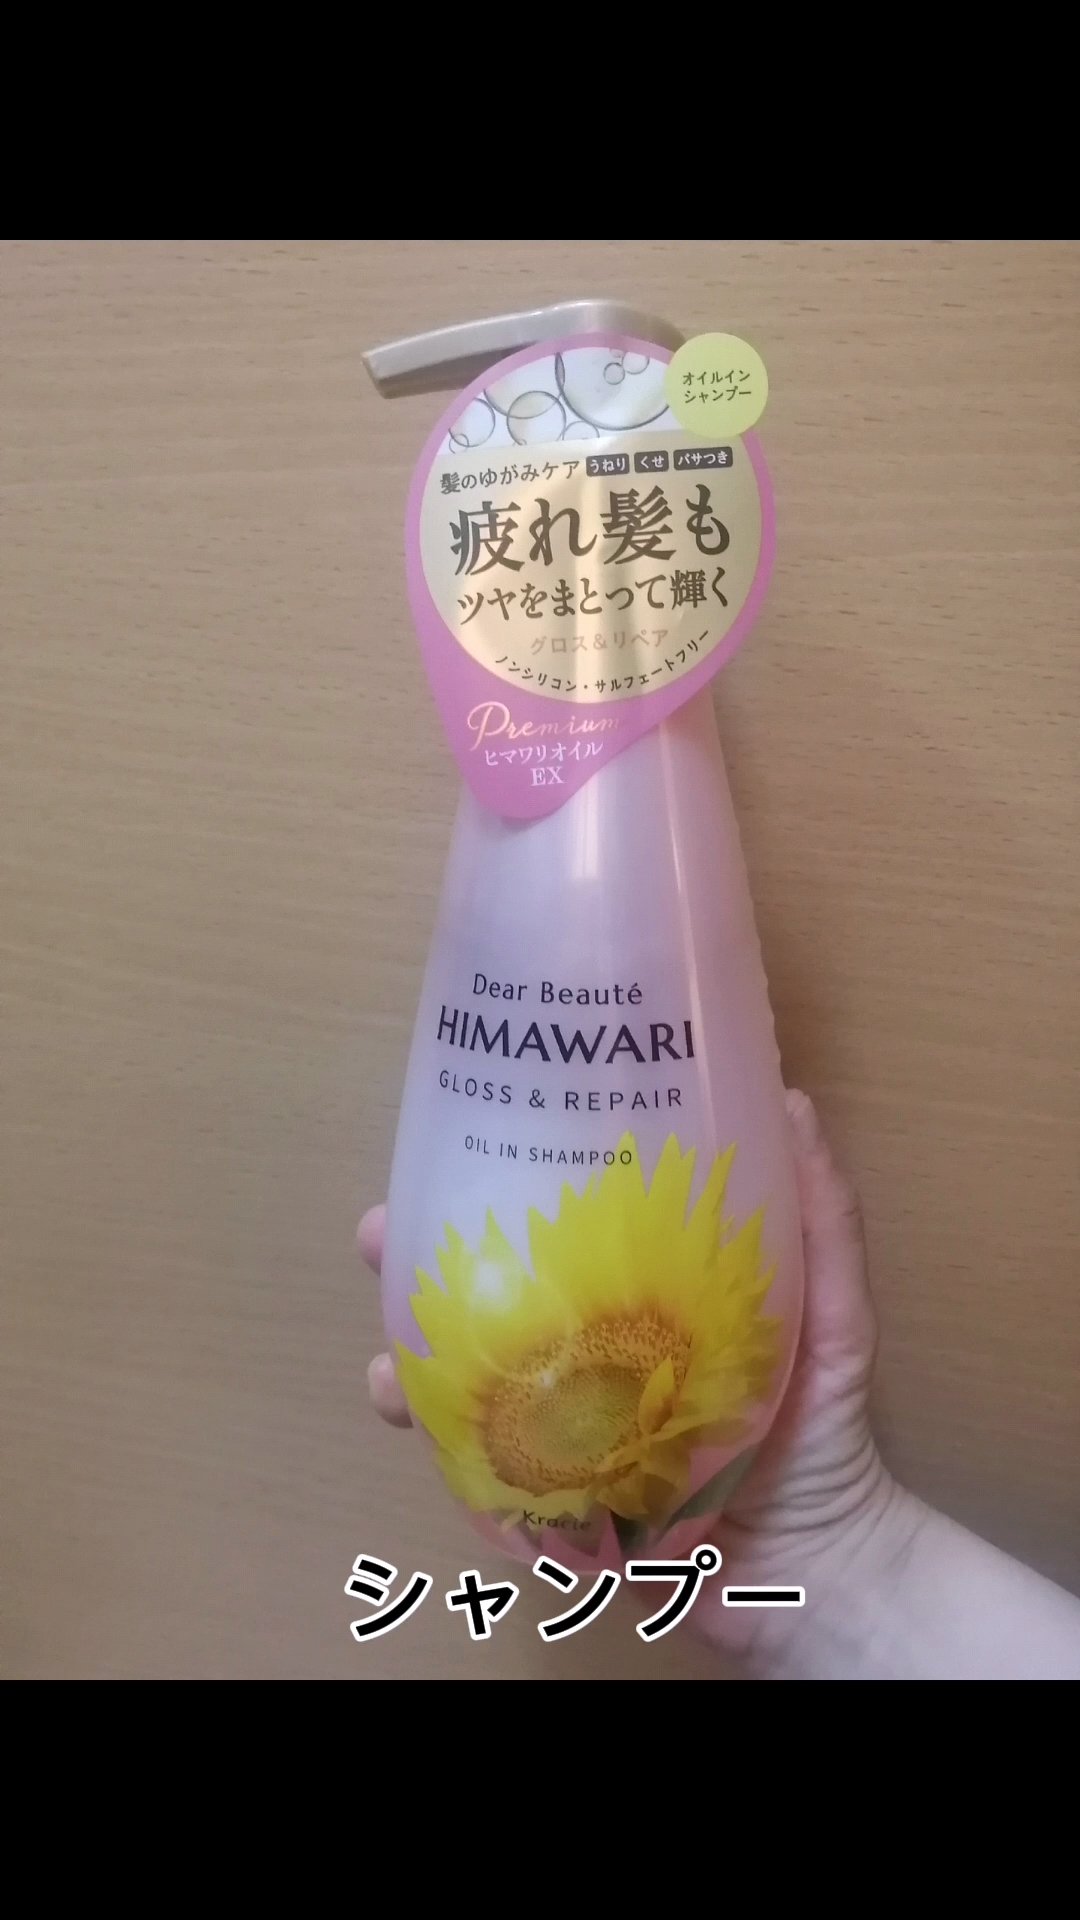 オイルイン
シャンプー
髪のゆがみケア うねり くせ パサつき
疲れ髪も
ツヤをまとって輝く
グロス&リペア
ノンシリコン・サルフェートフリー
Premium
ヒマワリオイル
EX
Dear Beauté
HIMAWARI
GLOSS & REPAIR
OIL IN SHAMPOO
Kracie
シャンプー